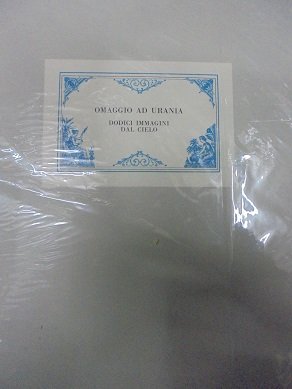 OMAGGIO AD URANIA
DODICI IMMAGINI
DAL CIELO